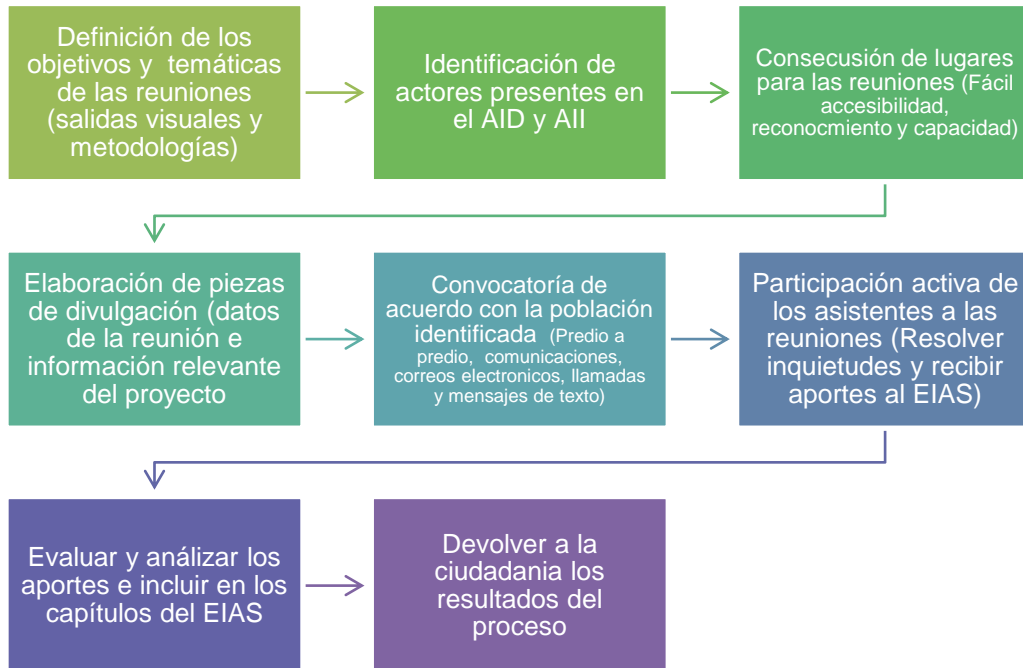 Definición de los
objetivos y temáticas
de las reuniones
(salidas visuales y
metodologías)
Identificación de
actores presentes en
el AID y AII
Consecusión de lugares
para las reuniones (Fácil
accesibilidad,
reconocmiento y capacidad)
Elaboración de piezas
de divulgación (datos
de la reunión e
información relevante
del proyecto
Convocatoría de
acuerdo con la población
identificada (Predio a
predio, comunicaciones,
correos electronicos, llamadas
y mensajes de texto)
Participación activa de
los asistentes a las
reuniones (Resolver
inquietudes y recibir
aportes al EIAS)
Evaluar y análizar los
aportes e incluir en los
capítulos del EIAS
Devolver a la
ciudadania los
resultados del
proceso